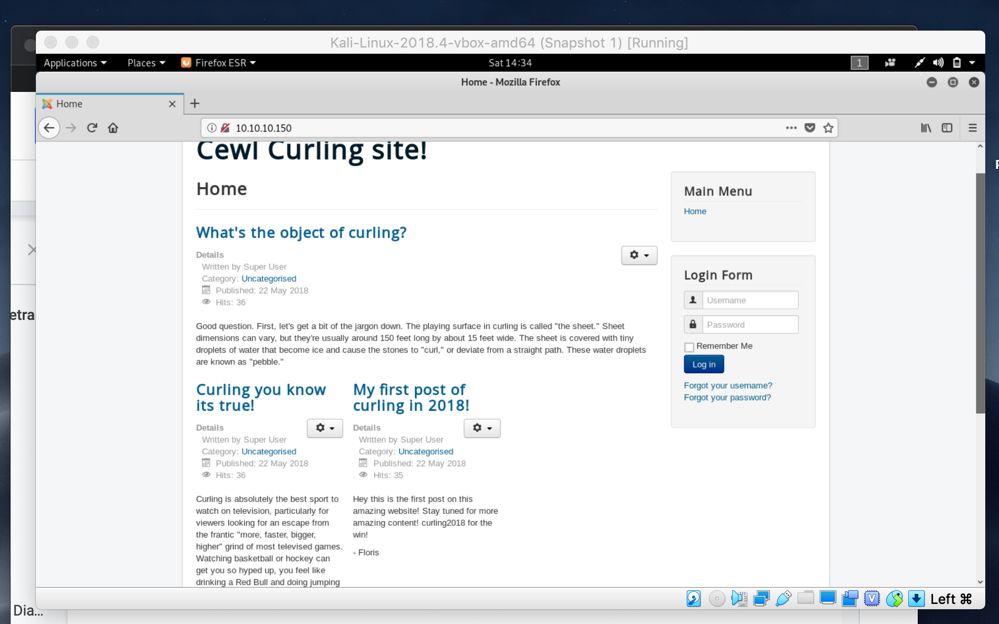 Kali-Linux-2018.4-vbox-amd64 (Snapshot 1) [Running]
Applications Places Firefox ESR Sat 14:34 1
Home - Mozilla Firefox
Home
10.10.10.150
Cewl Curling site!
Home
What's the object of curling?
Details
Written by Super User
Category: Uncategorised
Published: 22 May 2018
Hits: 36
Good question. First, let's get a bit of the jargon down. The playing surface in curling is called "the sheet." Sheet
dimensions can vary, but they're usually around 150 feet long by about 15 feet wide. The sheet is covered with tiny
droplets of water that become ice and cause the stones to "curl," or deviate from a straight path. These water droplets
are known as "pebble."
Curling you know
its true!
Details
Written by Super User
Category: Uncategorised
Published: 22 May 2018
Hits: 36
Curling is absolutely the best sport to
watch on television, particularly for
viewers looking for an escape from
the frantic "more, faster, bigger,
higher" grind of most televised games.
Watching basketball or hockey can
get you so hyped up, you feel like
drinking a Red Bull and doing jumping
My first post of
curling in 2018!
Details
Written by Super User
Category: Uncategorised
Published: 22 May 2018
Hits: 35
Hey this is the first post on this
amazing website! Stay tuned for more
amazing content! curling2018 for the
win!
- Floris
Main Menu
Home
Login Form
Username
Password
Remember Me
Log in
Forgot your username?
Forgot your password?
etra
Dia...
Left ⌘